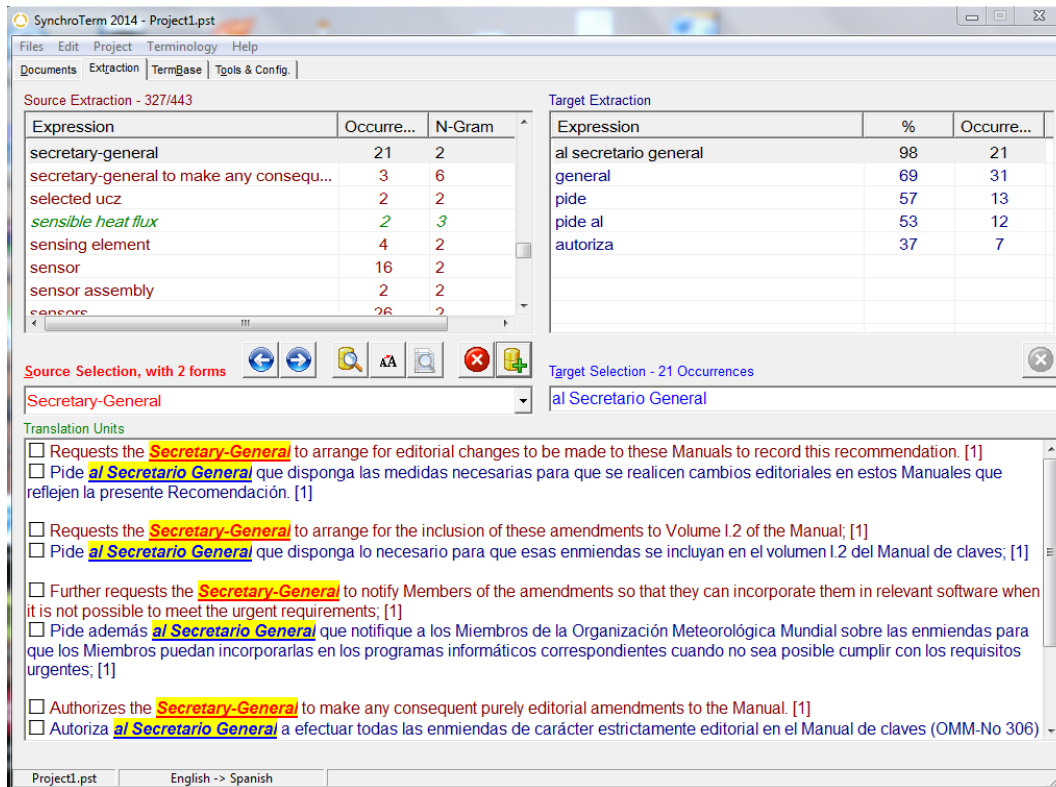 SynchroTerm 2014 - Project1.pst
Files Edit Project Terminology Help
Documents Extraction TermBase Tools & Config.
Source Extraction - 327/443
Expression Occurre... N-Gram
secretary-general 21 2
secretary-general to make any consequ... 3 6
selected ucz 2 2
sensible heat flux 2 3
sensing element 4 2
sensor 16 2
sensor assembly 2 2
sensors 26 2
Target Extraction
Expression % Occurre...
al secretario general 98 21
general 69 31
pide 57 13
pide al 53 12
autoriza 37 7
Source Selection, with 2 forms
AA
Secretary-General
Target Selection - 21 Occurrences
al Secretario General
Translation Units
Requests the Secretary-General to arrange for editorial changes to be made to these Manuals to record this recommendation. [1]
Pide al Secretario General que disponga las medidas necesarias para que se realicen cambios editoriales en estos Manuales que
reflejen la presente Recomendación. [1]
Requests the Secretary-General to arrange for the inclusion of these amendments to Volume I.2 of the Manual; [1]
Pide al Secretario General que disponga lo necesario para que esas enmiendas se incluyan en el volumen I.2 del Manual de claves; [1]
Further requests the Secretary-General to notify Members of the amendments so that they can incorporate them in relevant software when
it is not possible to meet the urgent requirements; [1]
Pide además al Secretario General que notifique a los Miembros de la Organización Meteorológica Mundial sobre las enmiendas para
que los Miembros puedan incorporarlas en los programas informáticos correspondientes cuando no sea posible cumplir con los requisitos
urgentes; [1]
Authorizes the Secretary-General to make any consequent purely editorial amendments to the Manual. [1]
Autoriza al Secretario General a efectuar todas las enmiendas de carácter estrictamente editorial en el Manual de claves (OMM-No 306)
Project1.pst English -> Spanish